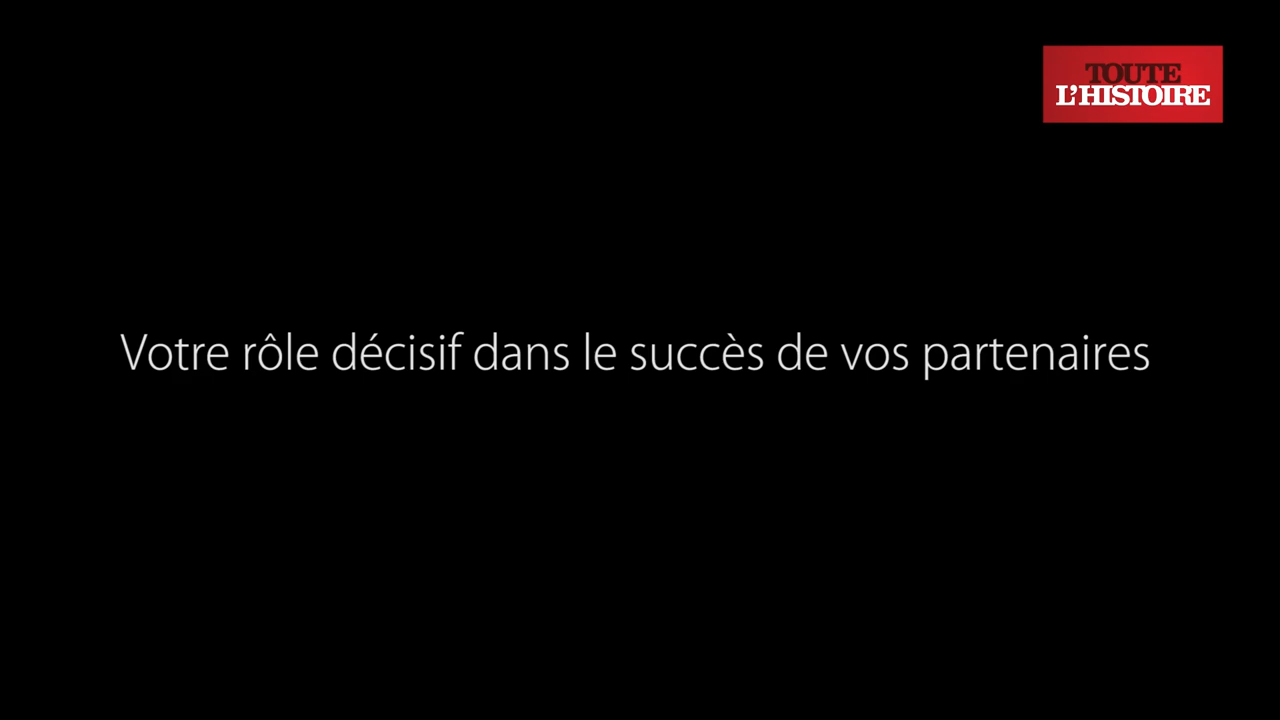 TOUTE
L'HISTOIRE
Votre rôle décisif dans le succès de vos partenaires